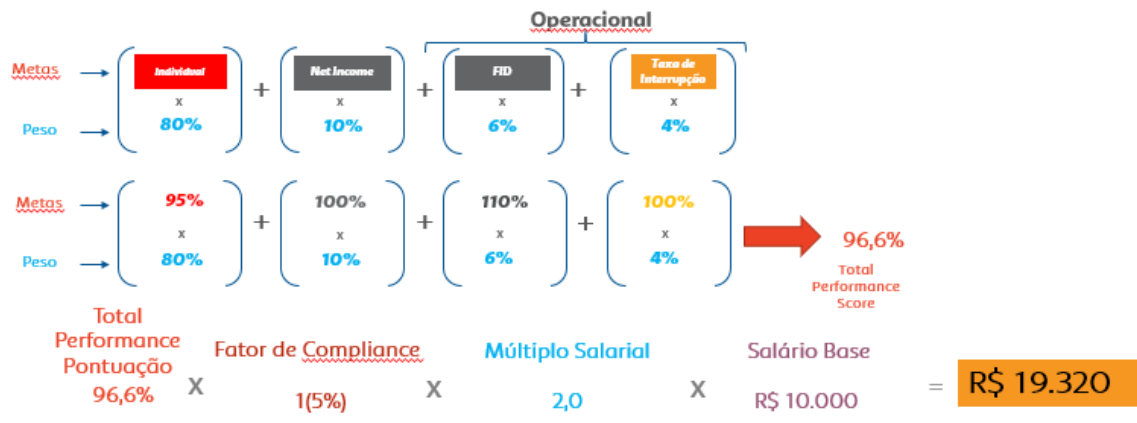 Operacional
Metas Individual + Net Income + FID + Taxa de Interrupção
x x x x
Peso 80% 10% 6% 4%
Metas 95% + 100% + 110% + 100%
x x x x
Peso 80% 10% 6% 4%
96,6%
Total
Performance
Score
Total
Performance
Pontuação
96,6%
X
Fator de Compliance
1(5%)
X
Múltiplo Salarial
2,0
X
Salário Base
R$ 10.000
=
R$ 19.320